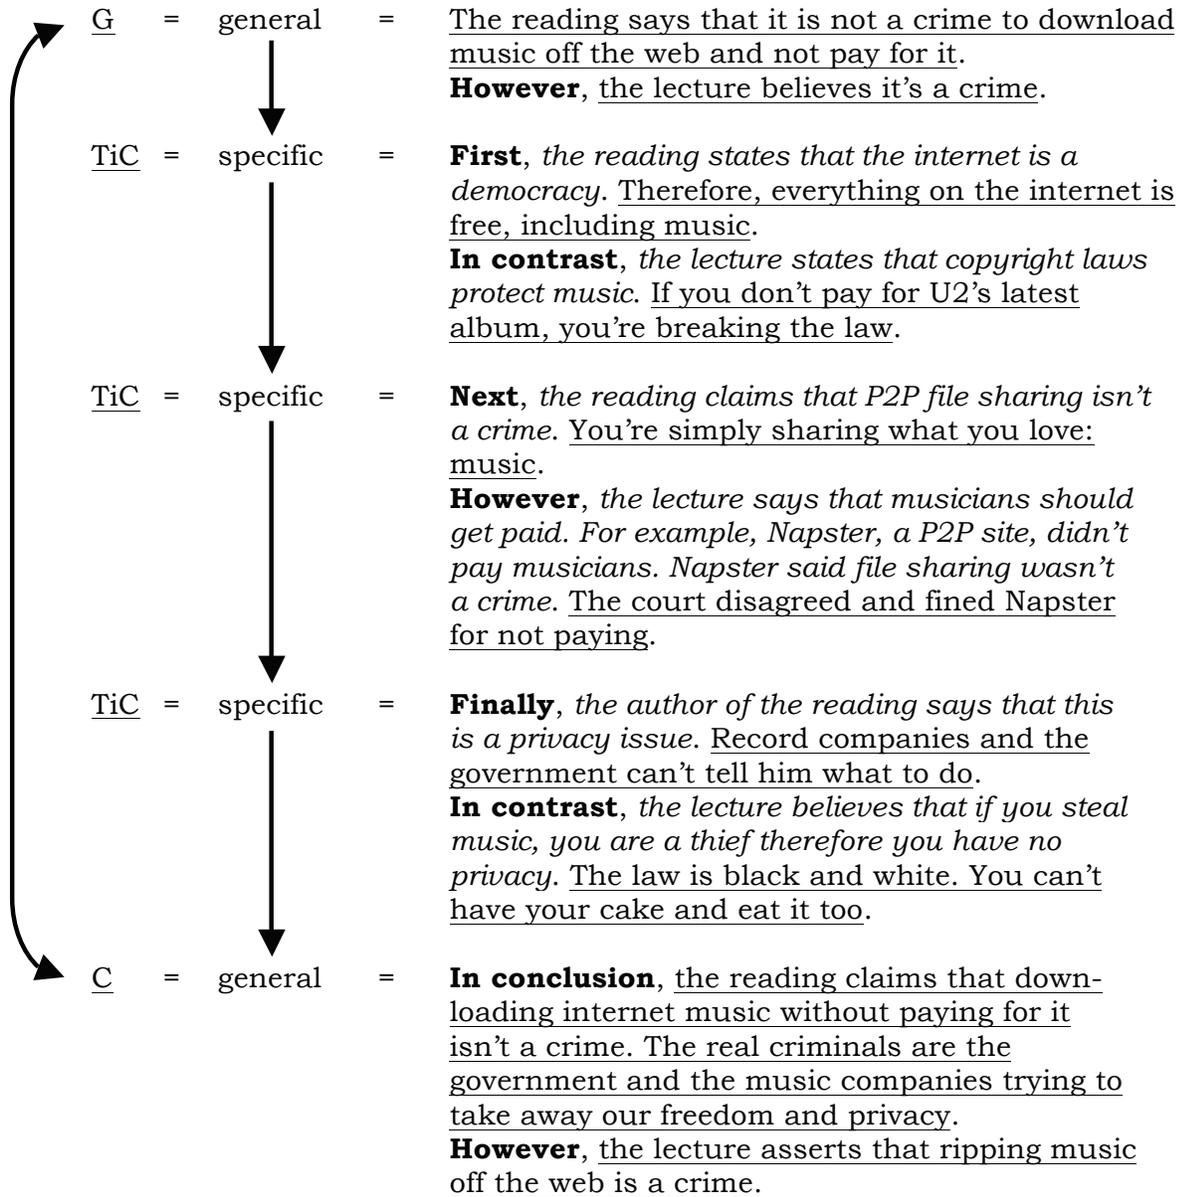 G = general = The reading says that it is not a crime to download
music off the web and not pay for it.
However, the lecture believes it's a crime.
TiC = specific = First, the reading states that the internet is a
democracy. Therefore, everything on the internet is
free, including music.
In contrast, the lecture states that copyright laws
protect music. If you don't pay for U2's latest
album, you're breaking the law.
TiC = specific = Next, the reading claims that P2P file sharing isn't
a crime. You're simply sharing what you love:
music.
However, the lecture says that musicians should
get paid. For example, Napster, a P2P site, didn't
pay musicians. Napster said file sharing wasn't
a crime. The court disagreed and fined Napster
for not paying.
TiC = specific = Finally, the author of the reading says that this
is a privacy issue. Record companies and the
government can't tell him what to do.
In contrast, the lecture believes that if you steal
music, you are a thief therefore you have no
privacy. The law is black and white. You can't
have your cake and eat it too.
C = general = In conclusion, the reading claims that down-
loading internet music without paying for it
isn't a crime. The real criminals are the
government and the music companies trying to
take away our freedom and privacy.
However, the lecture asserts that ripping music
off the web is a crime.